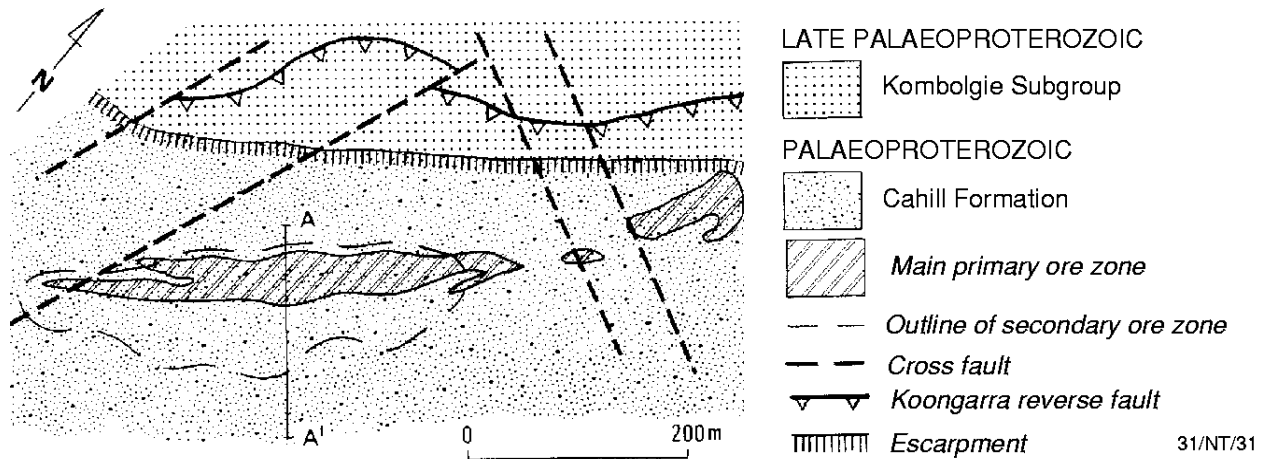 N
A
A'
0 200m
LATE PALAEOPROTEROZOIC
Kombolgie Subgroup
PALAEOPROTEROZOIC
Cahill Formation
Main primary ore zone
Outline of secondary ore zone
Cross fault
Koongarra reverse fault
Escarpment
31/NT/31